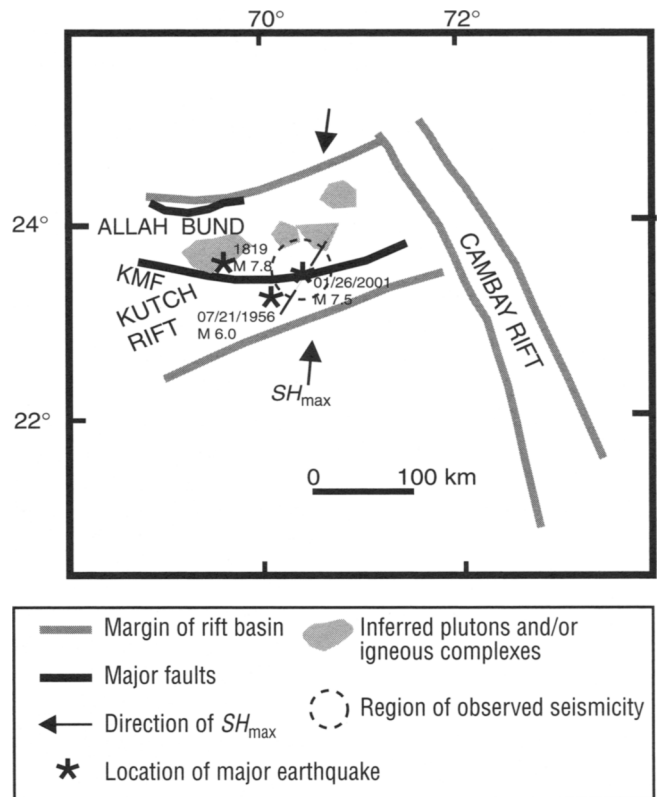 70°
72°
24°
ALLAH BUND
1819
M 7.8
01/26/2001
M 7.5
KMF
KUTCH
RIFT
07/21/1956
M 6.0
CAMBAY RIFT
SHmax
22°
0
100 km
70°
72°
Margin of rift basin
Inferred plutons and/or
igneous complexes
Major faults
Direction of SHmax
Region of observed seismicity
Location of major earthquake